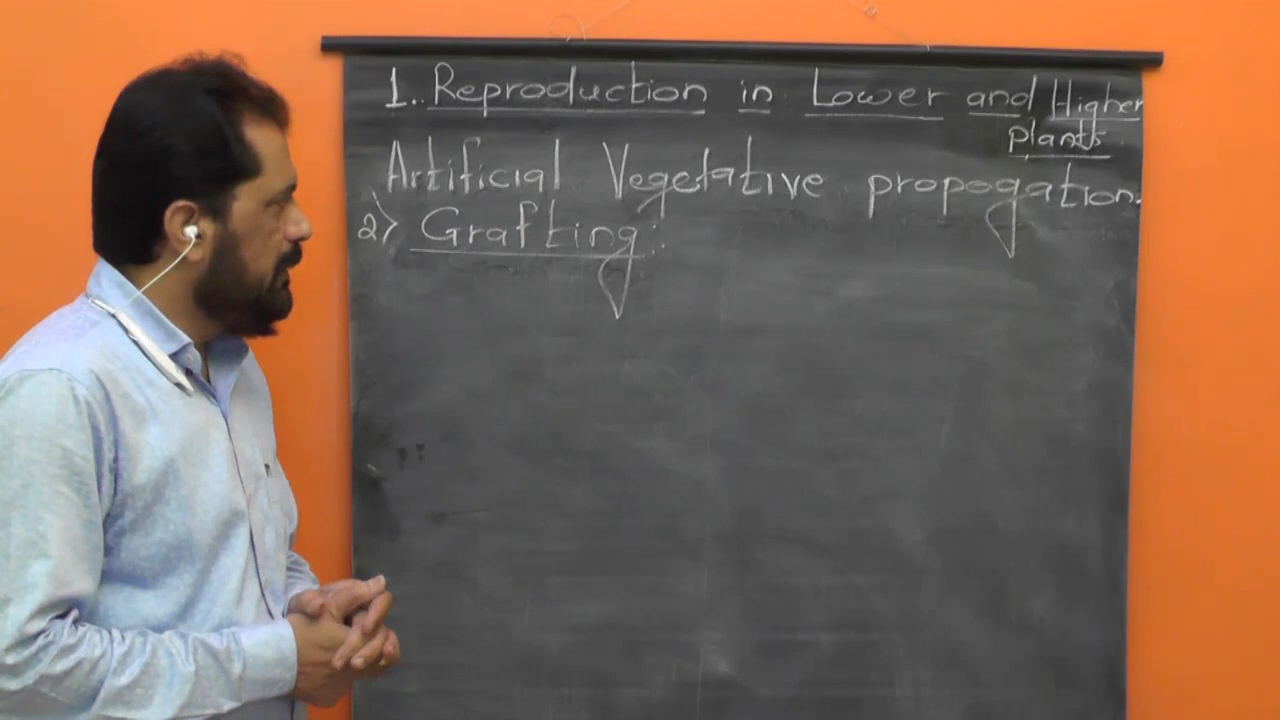 1.. Reproduction in Lower and Higher
Plants
Artificial Vegetative propogation.
2) Grafting: